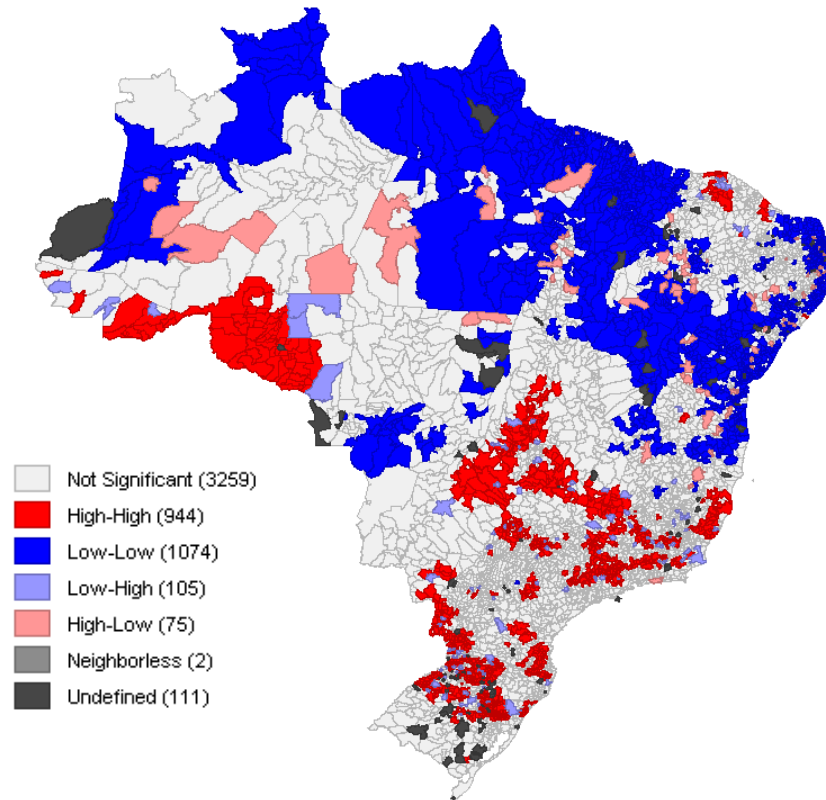 Not Significant (3259)
High-High (944)
Low-Low (1074)
Low-High (105)
High-Low (75)
Neighborless (2)
Undefined (111)